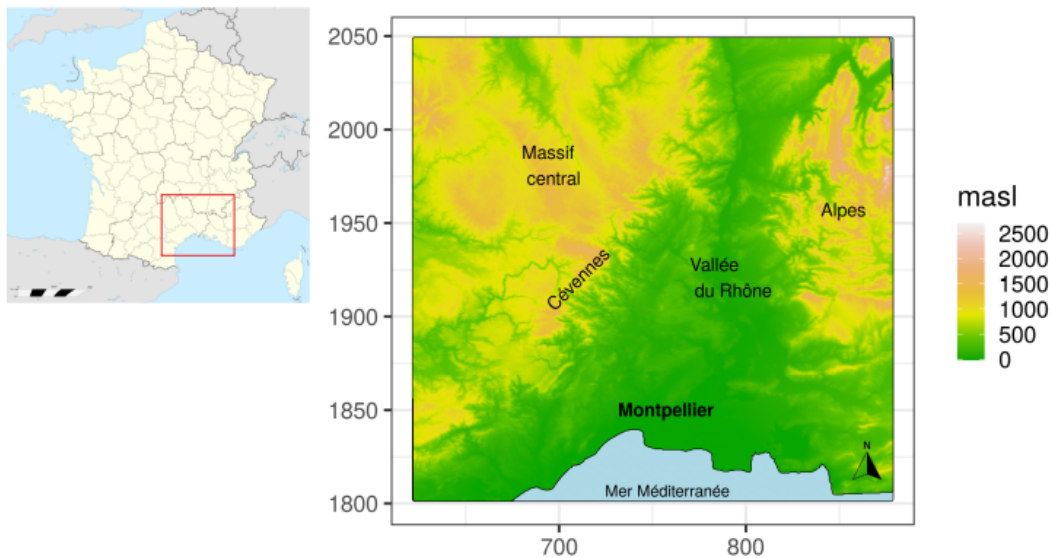 2050
2000
1950
1900
1850
1800
700
800
Massif
central
Alpes
Cévennes
Vallée
du Rhône
Montpellier
Mer Méditerranée
N
masl
2500
2000
1500
1000
500
0